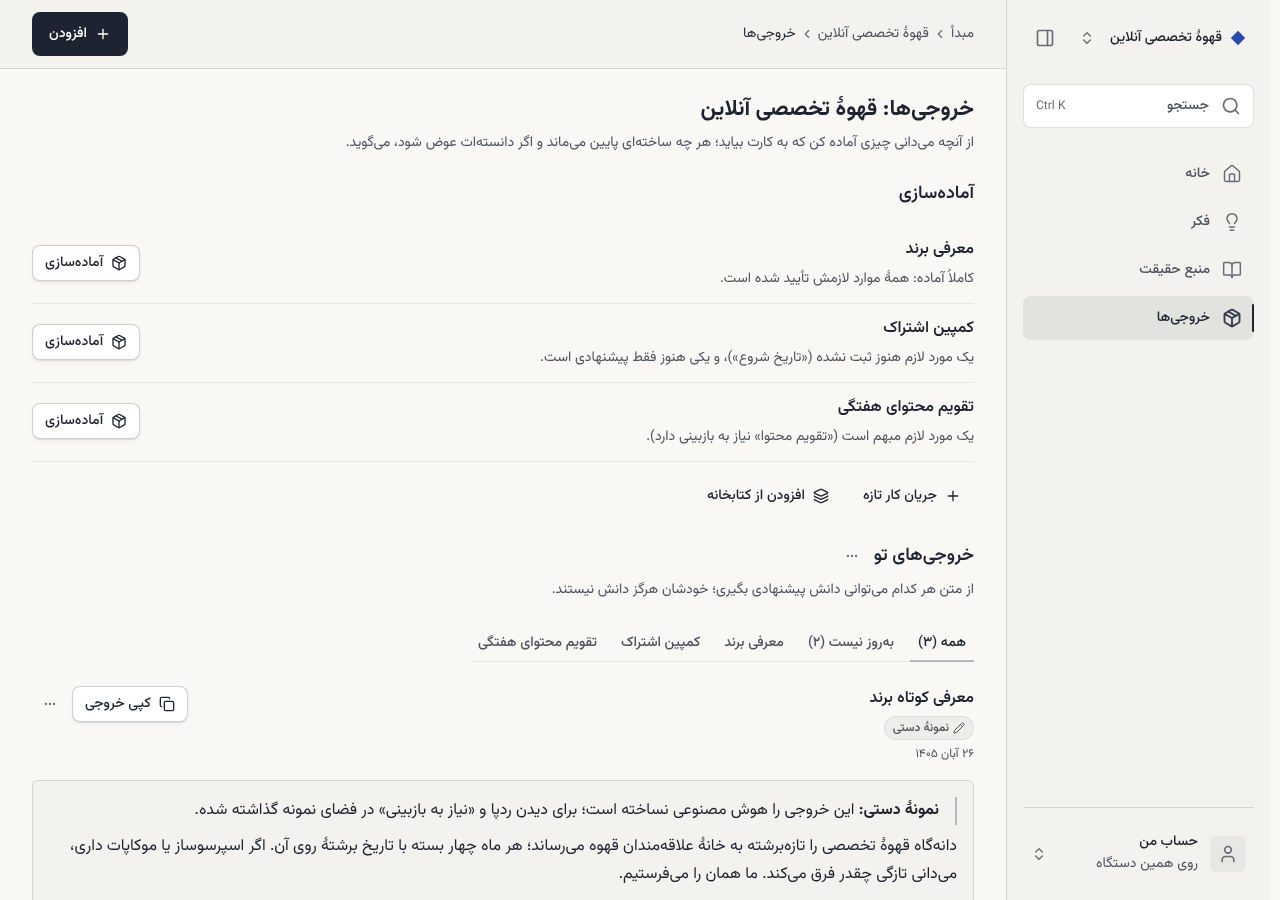 قهوهٔ تخصصی آنلاین
جستجو
Ctrl K
خانه
فکر
منبع حقیقت
خروجی‌ها
حساب من
روی همین دستگاه
مبدأ › قهوهٔ تخصصی آنلاین › خروجی‌ها
افزودن
خروجی‌ها: قهوهٔ تخصصی آنلاین
از آنچه می‌دانی چیزی آماده کن که به کارت بیاید؛ هر چه ساخته‌ای پایین می‌ماند و اگر دانسته‌ات عوض شود، می‌گوید.
آماده‌سازی
معرفی برند
کاملاً آماده: همهٔ موارد لازمش تأیید شده است.
آماده‌سازی
کمپین اشتراک
یک مورد لازم هنوز ثبت نشده («تاریخ شروع»)، و یکی هنوز فقط پیشنهادی است.
آماده‌سازی
تقویم محتوای هفتگی
یک مورد لازم مبهم است («تقویم محتوا» نیاز به بازبینی دارد).
آماده‌سازی
جریان کار تازه
افزودن از کتابخانه
خروجی‌های تو ...
از متن هر کدام می‌توانی دانش پیشنهادی بگیری؛ خودشان هرگز دانش نیستند.
همه (۳) به‌روز نیست (۲) معرفی برند کمپین اشتراک تقویم محتوای هفتگی
معرفی کوتاه برند
کپی خروجی ...
نمونهٔ دستی
۲۶ آبان ۱۴۰۵
نمونهٔ دستی: این خروجی را هوش مصنوعی نساخته است؛ برای دیدن ردپا و «نیاز به بازبینی» در فضای نمونه گذاشته شده.
دانه‌گاه قهوهٔ تخصصی را تازه‌برشته به خانهٔ علاقه‌مندان قهوه می‌رساند؛ هر ماه چهار بسته با تاریخ برشتهٔ روی آن. اگر اسپرسوساز یا موکاپات داری،
می‌دانی تازگی چقدر فرق می‌کند. ما همان را می‌فرستیم.